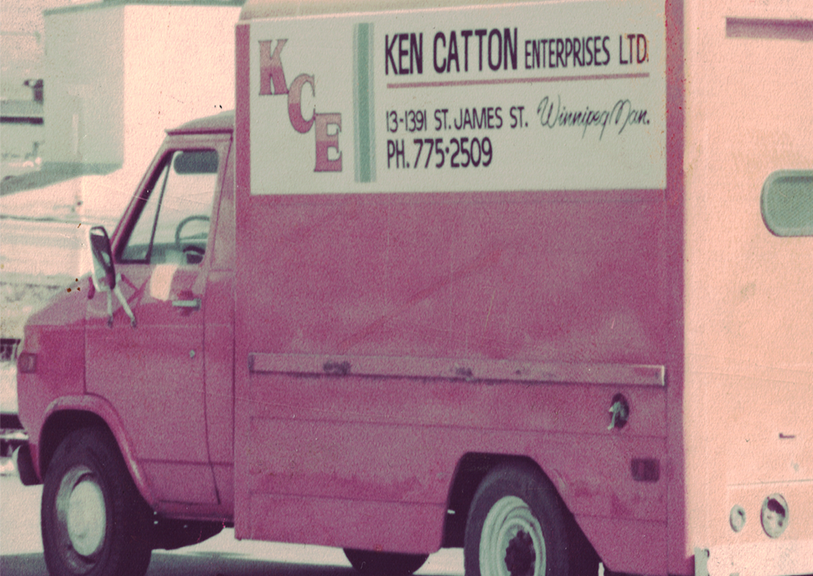 KCE
KEN CATTON ENTERPRISES LTD.
13-1391 ST. JAMES ST. Winnipeg Man.
PH. 775-2509